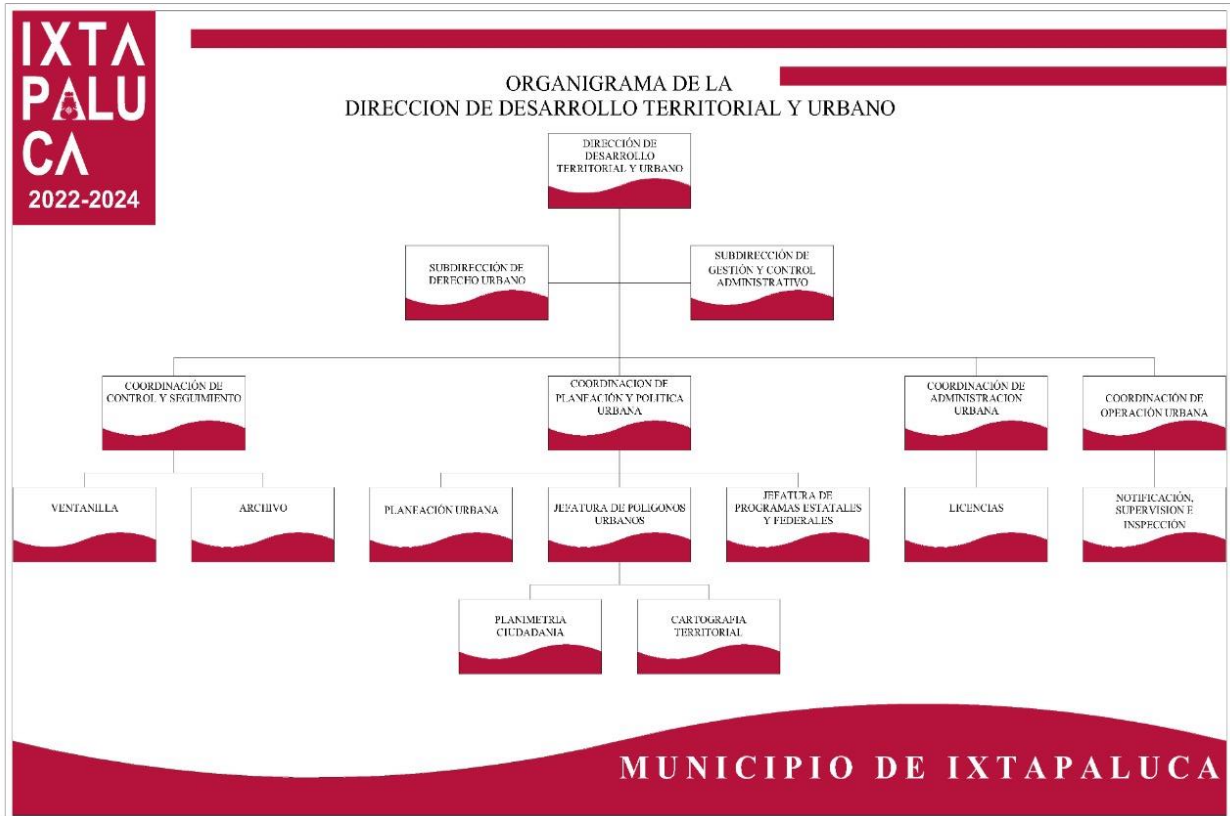 IXTA
PALU
CA
2022-2024
ORGANIGRAMA DE LA
DIRECCION DE DESARROLLO TERRITORIAL Y URBANO
DIRECCIÓN DE
DESARROLLO
TERRITORIAL Y URBANO
SUBDIRECCIÓN DE
DERECHO URBANO
SUBDIRECCIÓN DE
GESTIÓN Y CONTROL
ADMINISTRATIVO
COORDINACIÓN DE
CONTROL Y SEGUIMIENTO
COORDINACION DE
PLANEACIÓN Y POLITICA
URBANA
COORDINACIÓN DE
ADMINISTRACION
URBANA
COORDINACIÓN DE
OPERACIÓN URBANA
VENTANILLA
ARCHIVO
PLANEACIÓN URBANA
JEFATURA DE POLIGONOS
URBANOS
JEFATURA DE
PROGRAMAS ESTATALES
Y FEDERALES
LICENCIAS
NOTIFICACIÓN,
SUPERVISION E
INSPECCIÓN
PLANIMETRIA
CIUDADANIA
CARTOGRAFIA
TERRITORIAL
MUNICIPIO DE IXTAPALUCA